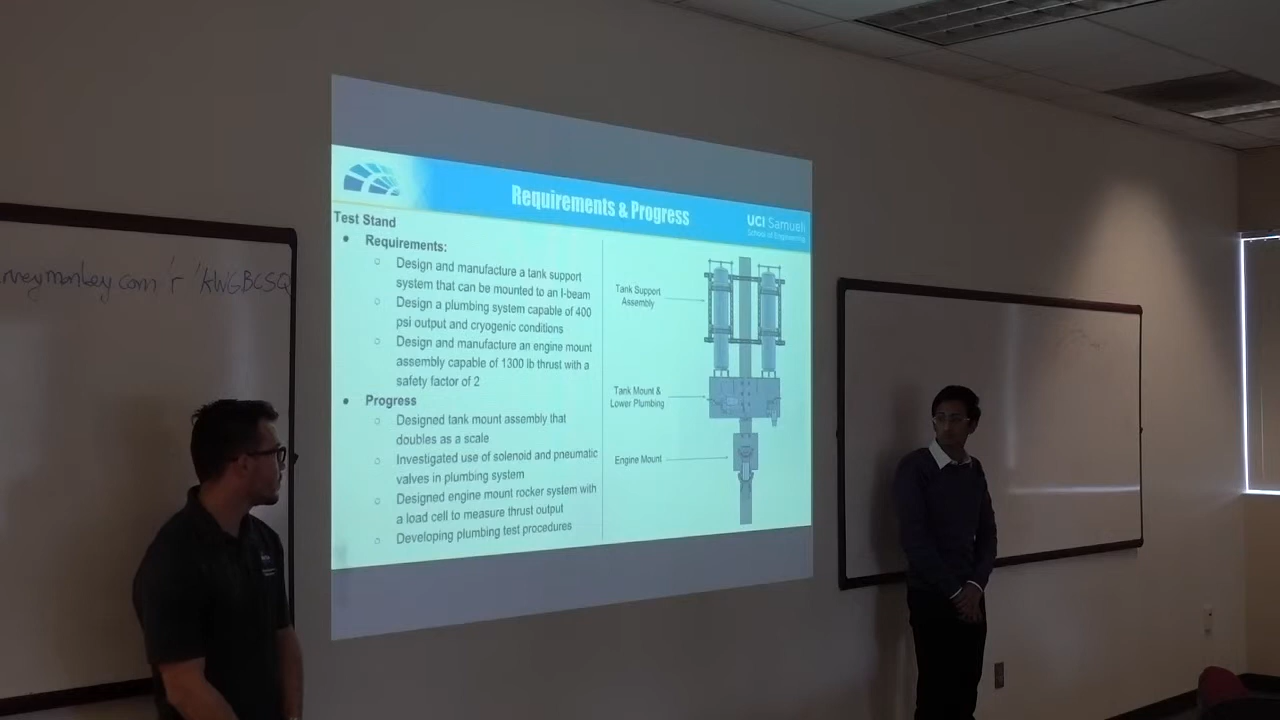 veymonkey.com/r/KWGBCSQ
Requirements & Progress
UCI Samueli
School of Engineering
Test Stand
• Requirements:
○ Design and manufacture a tank support
system that can be mounted to an I-beam
○ Design a plumbing system capable of 400
psi output and cryogenic conditions
○ Design and manufacture an engine mount
assembly capable of 1300 lb thrust with a
safety factor of 2
• Progress
○ Designed tank mount assembly that
doubles as a scale
○ Investigated use of solenoid and pneumatic
valves in plumbing system
○ Designed engine mount rocker system with
a load cell to measure thrust output
○ Developing plumbing test procedures
Tank Support
Assembly
Tank Mount &
Lower Plumbing
Engine Mount